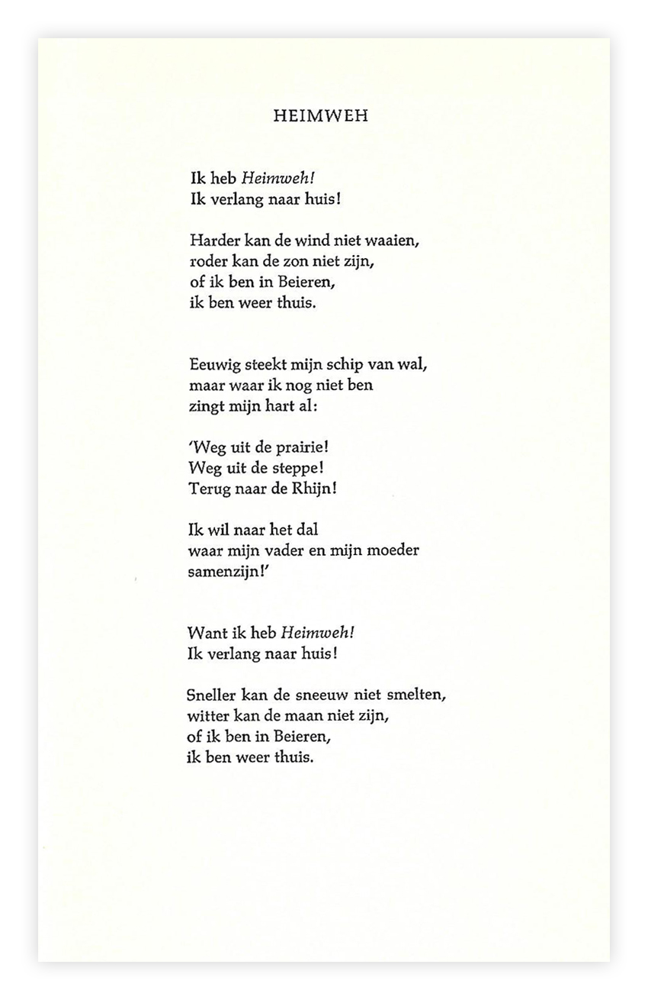 HEIMWEH
Ik heb Heimweh!
Ik verlang naar huis!
Harder kan de wind niet waaien,
roder kan de zon niet zijn,
of ik ben in Beieren,
ik ben weer thuis.
Eeuwig steekt mijn schip van wal,
maar waar ik nog niet ben
zingt mijn hart al:
‘Weg uit de prairie!
Weg uit de steppe!
Terug naar de Rhijn!
Ik wil naar het dal
waar mijn vader en mijn moeder
samenzijn!’
Want ik heb Heimweh!
Ik verlang naar huis!
Sneller kan de sneeuw niet smelten,
witter kan de maan niet zijn,
of ik ben in Beieren,
ik ben weer thuis.